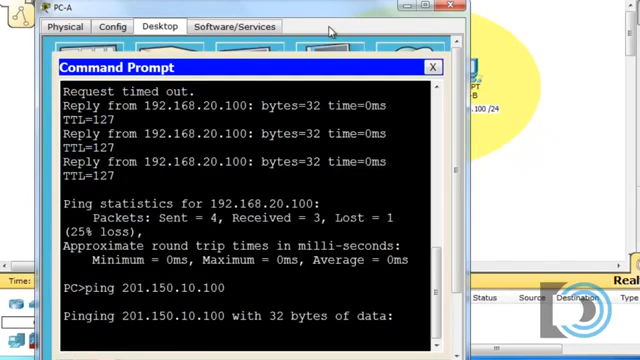 PC-A
Physical Config Desktop Software/Services
Command Prompt X
Request timed out.
Reply from 192.168.20.100: bytes=32 time=0ms
TTL=127
Reply from 192.168.20.100: bytes=32 time=0ms
TTL=127
Reply from 192.168.20.100: bytes=32 time=0ms
TTL=127
Ping statistics for 192.168.20.100:
Packets: Sent = 4, Received = 3, Lost = 1
(25% loss),
Approximate round trip times in milli-seconds:
Minimum = 0ms, Maximum = 0ms, Average = 0ms
PC>ping 201.150.10.100
Pinging 201.150.10.100 with 32 bytes of data:
PT
-B
.100 /24
Time:
Status Source Destination